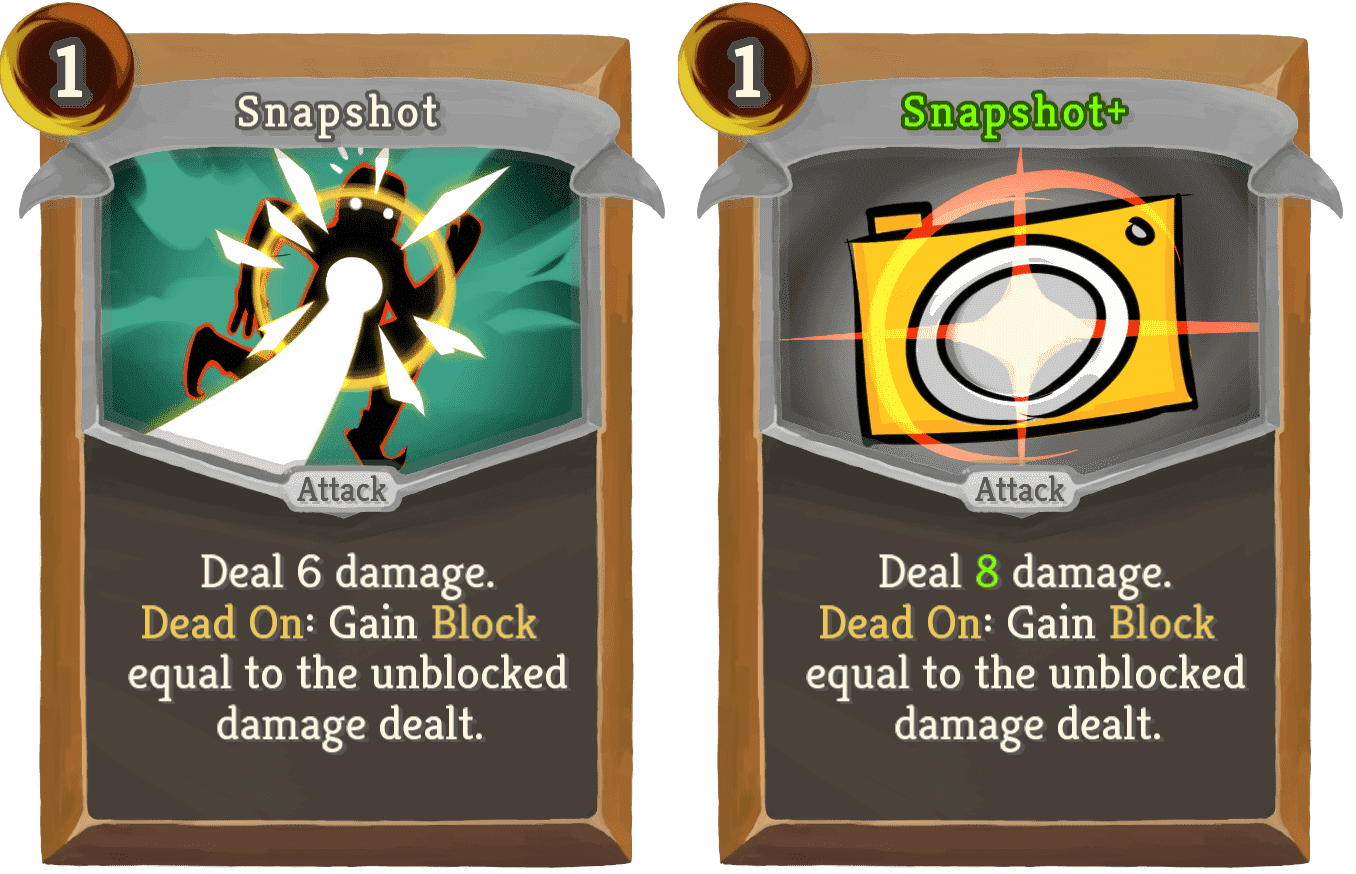 1
Snapshot
Attack
Deal 6 damage.
Dead On: Gain Block
equal to the unblocked
damage dealt.
1
Snapshot+
Attack
Deal 8 damage.
Dead On: Gain Block
equal to the unblocked
damage dealt.